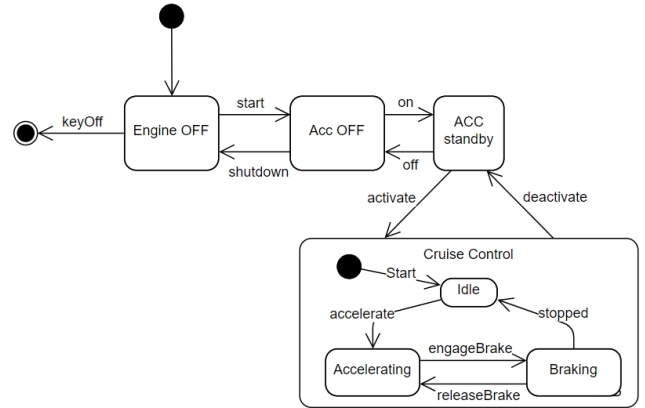 start
on
keyOff
Engine OFF
Acc OFF
ACC
standby
off
shutdown
activate
deactivate
Cruise Control
Start
Idle
accelerate
stopped
engageBrake
Accelerating
Braking
releaseBrake